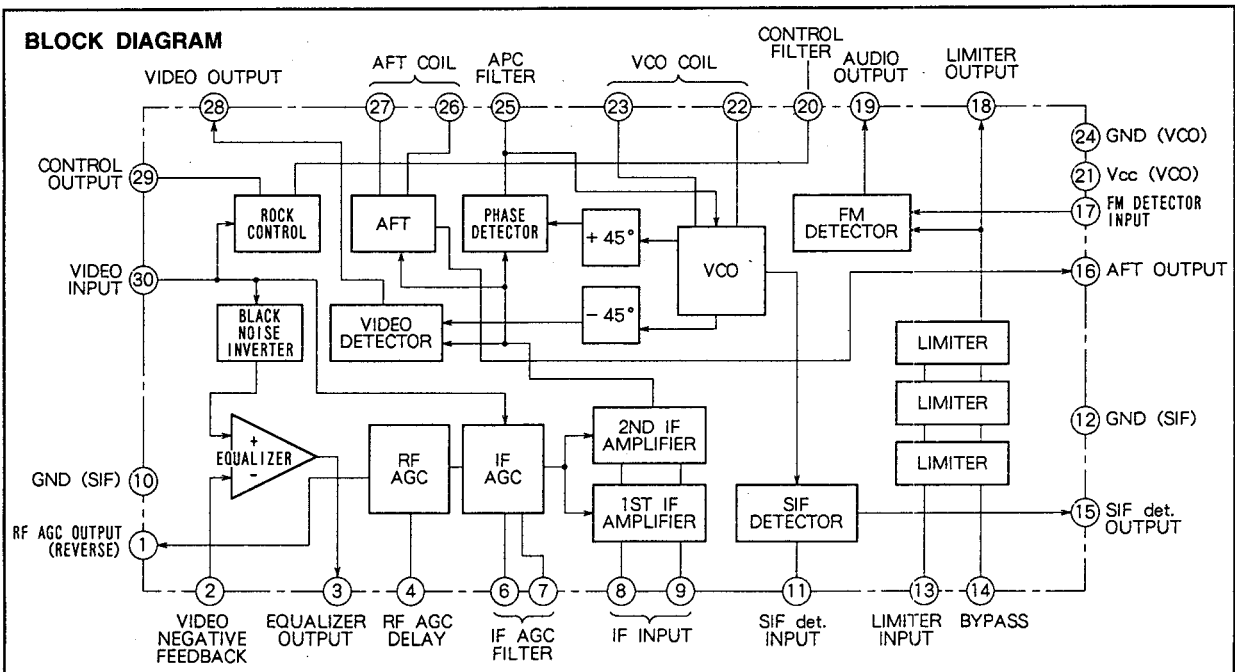 BLOCK DIAGRAM
VIDEO OUTPUT
AFT COIL
APC
FILTER
VCO COIL
CONTROL
FILTER
AUDIO
OUTPUT
LIMITER
OUTPUT
28
27
26
25
23
22
20
19
18
24
GND (VCO)
21
Vcc (VCO)
17
FM DETECTOR
INPUT
16
AFT OUTPUT
12
GND (SIF)
15
SIF det.
OUTPUT
CONTROL
OUTPUT
29
VIDEO
INPUT
30
GND (SIF)
10
RF AGC OUTPUT
(REVERSE)
1
ROCK
CONTROL
AFT
PHASE
DETECTOR
+45°
VCO
FM
DETECTOR
BLACK
NOISE
INVERTER
VIDEO
DETECTOR
−45°
LIMITER
LIMITER
LIMITER
+
EQUALIZER
−
RF
AGC
IF
AGC
2ND IF
AMPLIFIER
1ST IF
AMPLIFIER
SIF
DETECTOR
2
3
4
6
7
8
9
11
13
14
VIDEO
NEGATIVE
FEEDBACK
EQUALIZER
OUTPUT
RF AGC
DELAY
IF AGC
FILTER
IF INPUT
SIF det.
INPUT
LIMITER
INPUT
BYPASS